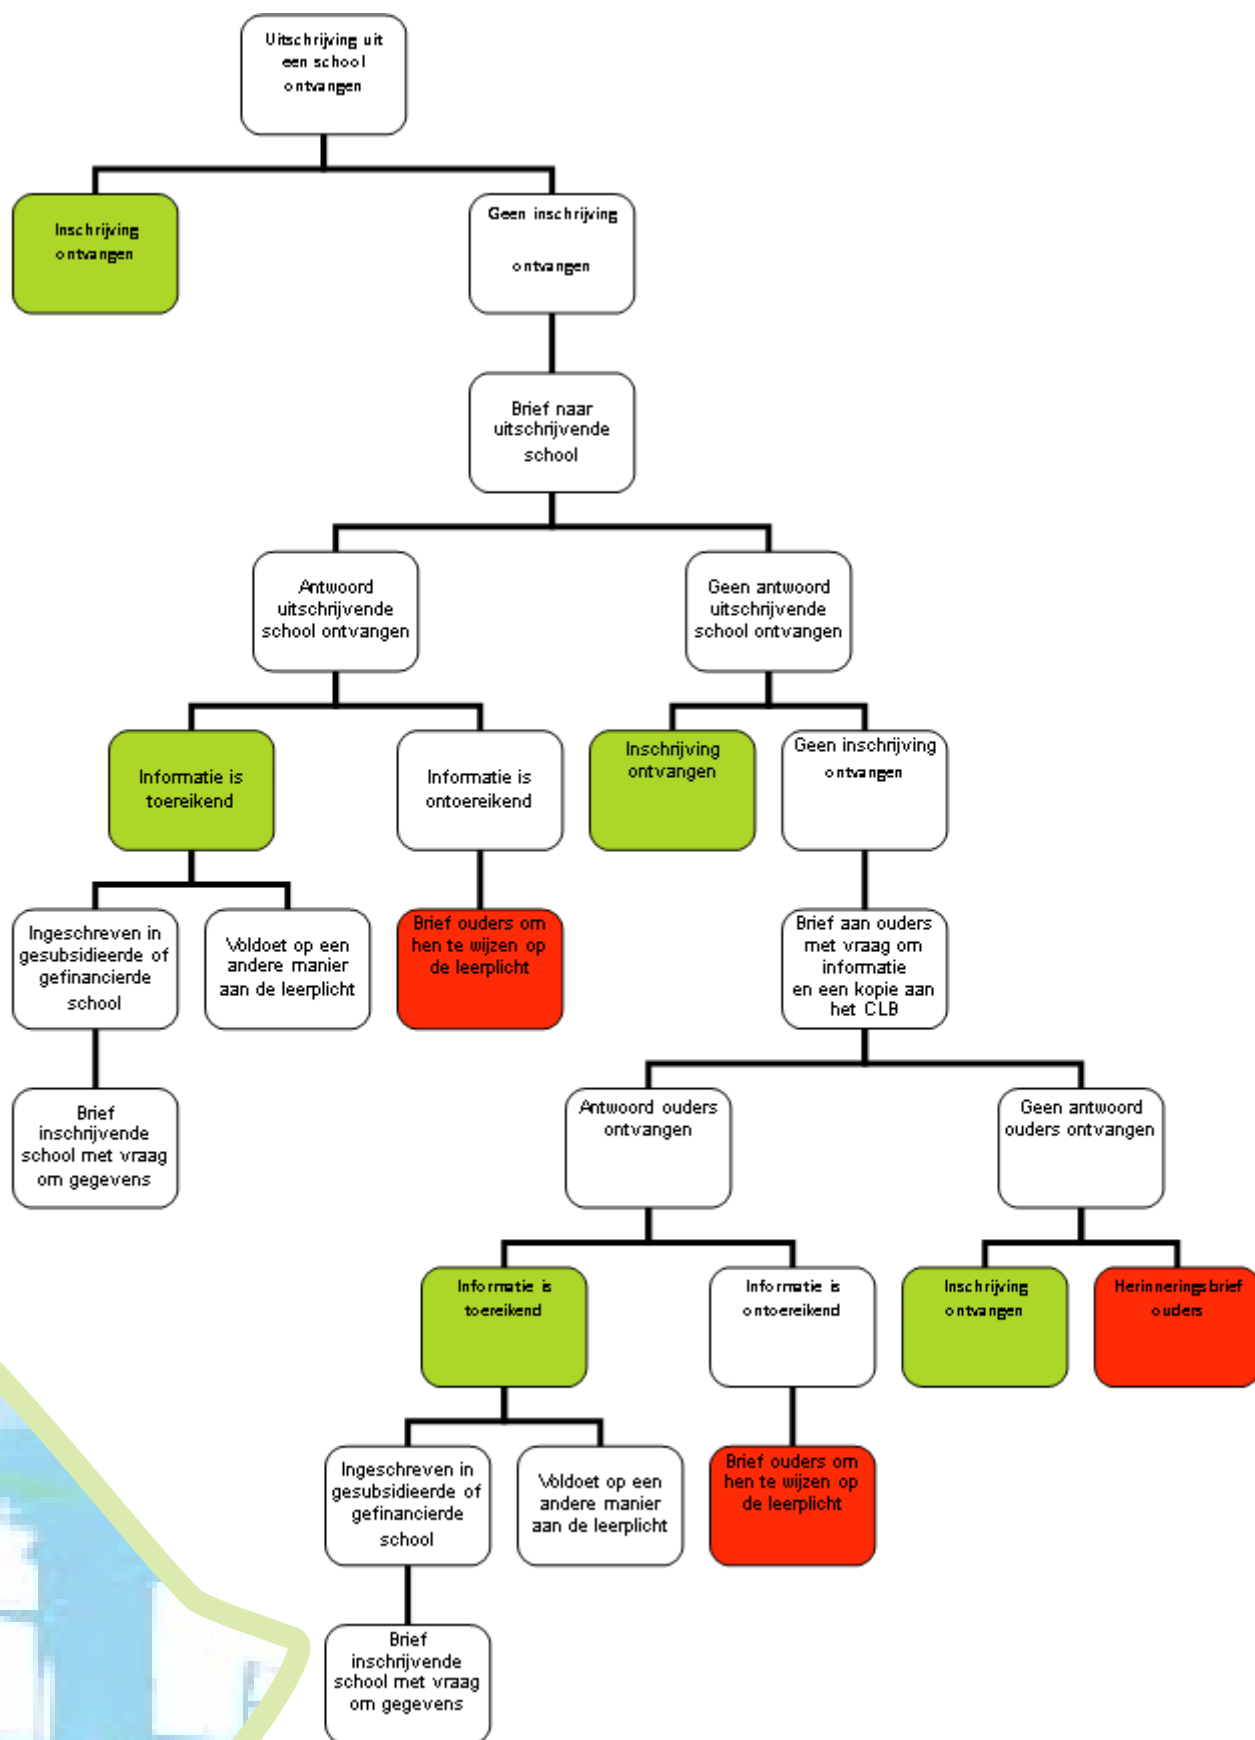 Uitschrijving uit
een school
ontvangen
Inschrijving
ontvangen
Geen inschrijving
ontvangen
Brief naar
uitschrijvende
school
Antwoord
uitschrijvende
school ontvangen
Geen antwoord
uitschrijvende
school ontvangen
Informatie is
toereikend
Informatie is
ontoereikend
Inschrijving
ontvangen
Geen inschrijving
ontvangen
Ingeschreven in
gesubsidieerde of
gefinancierde
school
Voldoet op een
andere manier
aan de leerplicht
Brief ouders om
hen te wijzen op
de leerplicht
Brief aan ouders
met vraag om
informatie
en een kopie aan
het CLB
Brief
inschrijvende
school met vraag
om gegevens
Antwoord ouders
ontvangen
Geen antwoord
ouders ontvangen
Informatie is
toereikend
Informatie is
ontoereikend
Inschrijving
ontvangen
Herinneringsbrief
ouders
Ingeschreven in
gesubsidieerde of
gefinancierde
school
Voldoet op een
andere manier
aan de leerplicht
Brief ouders om
hen te wijzen op
de leerplicht
Brief
inschrijvende
school met vraag
om gegevens